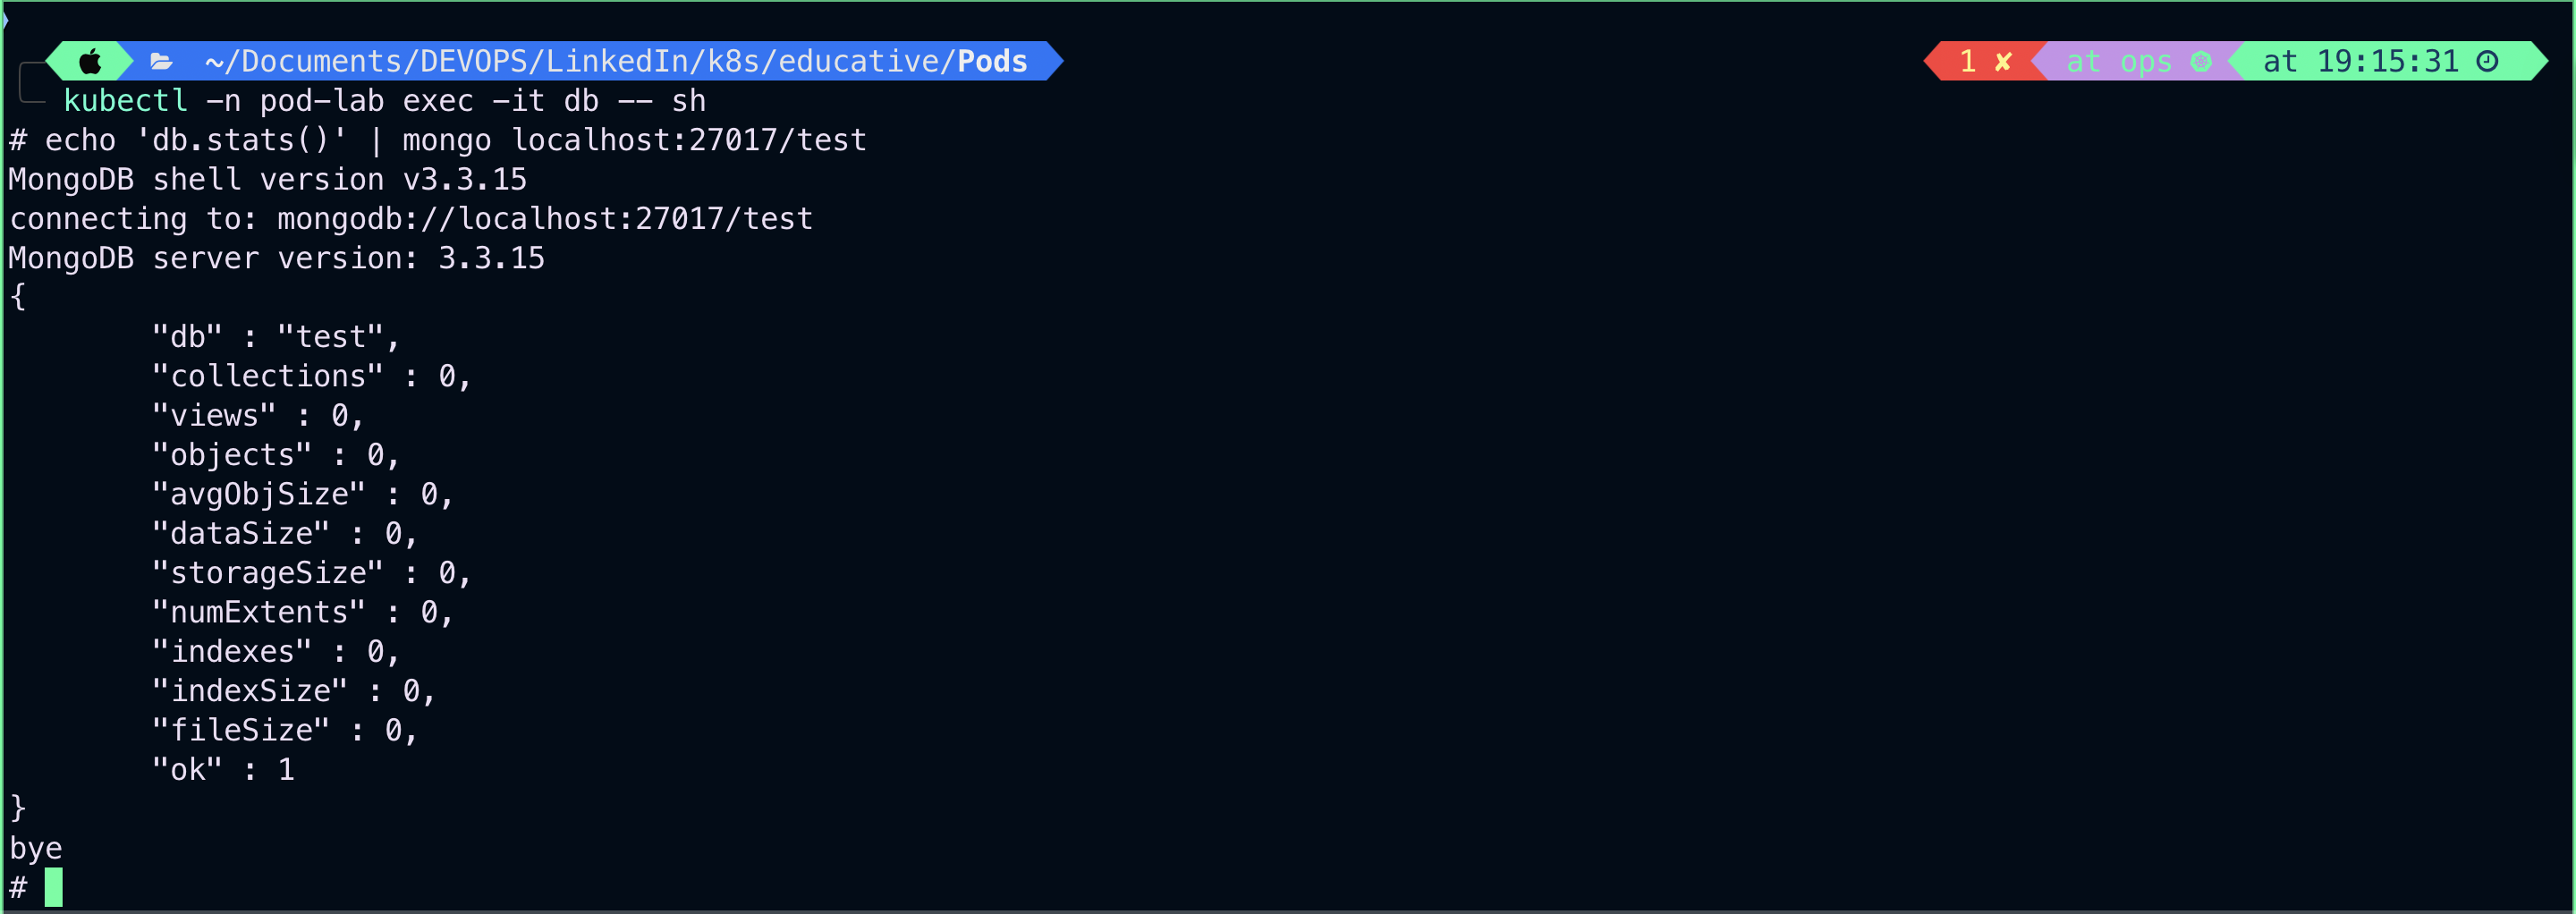 ~/Documents/DEVOPS/LinkedIn/k8s/educative/Pods 1 ✘ at ops at 19:15:31
kubectl -n pod-lab exec -it db -- sh
# echo 'db.stats()' | mongo localhost:27017/test
MongoDB shell version v3.3.15
connecting to: mongodb://localhost:27017/test
MongoDB server version: 3.3.15
{
"db" : "test",
"collections" : 0,
"views" : 0,
"objects" : 0,
"avgObjSize" : 0,
"dataSize" : 0,
"storageSize" : 0,
"numExtents" : 0,
"indexes" : 0,
"indexSize" : 0,
"fileSize" : 0,
"ok" : 1
}
bye
#